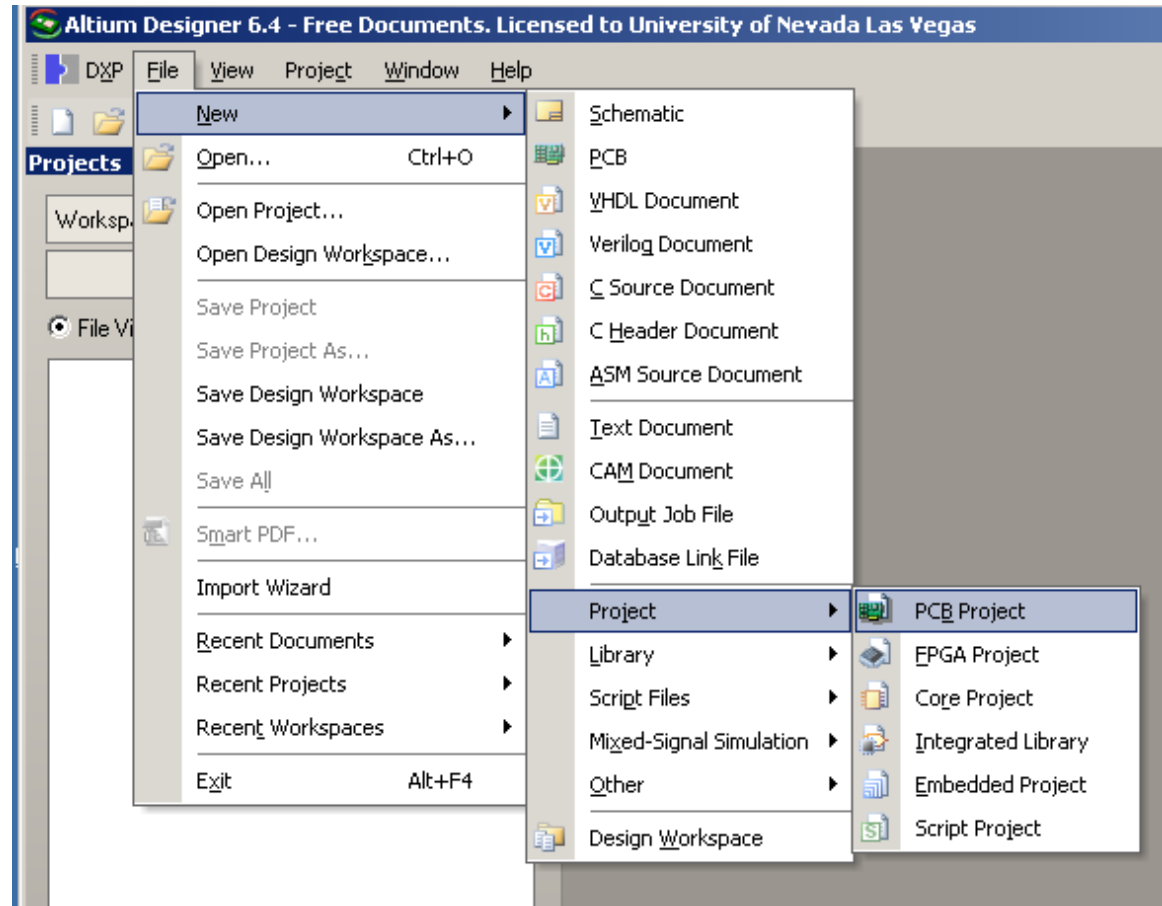 Altium Designer 6.4 - Free Documents. Licensed to University of Nevada Las Vegas
DXP File View Project Window Help
Projects
Worksp
File Vi
New
Open... Ctrl+O
Open Project...
Open Design Workspace...
Save Project
Save Project As...
Save Design Workspace
Save Design Workspace As...
Save All
Smart PDF...
Import Wizard
Recent Documents
Recent Projects
Recent Workspaces
Exit Alt+F4
Schematic
PCB
VHDL Document
Verilog Document
C Source Document
C Header Document
ASM Source Document
Text Document
CAM Document
Output Job File
Database Link File
Project
Library
Script Files
Mixed-Signal Simulation
Other
Design Workspace
PCB Project
FPGA Project
Core Project
Integrated Library
Embedded Project
Script Project